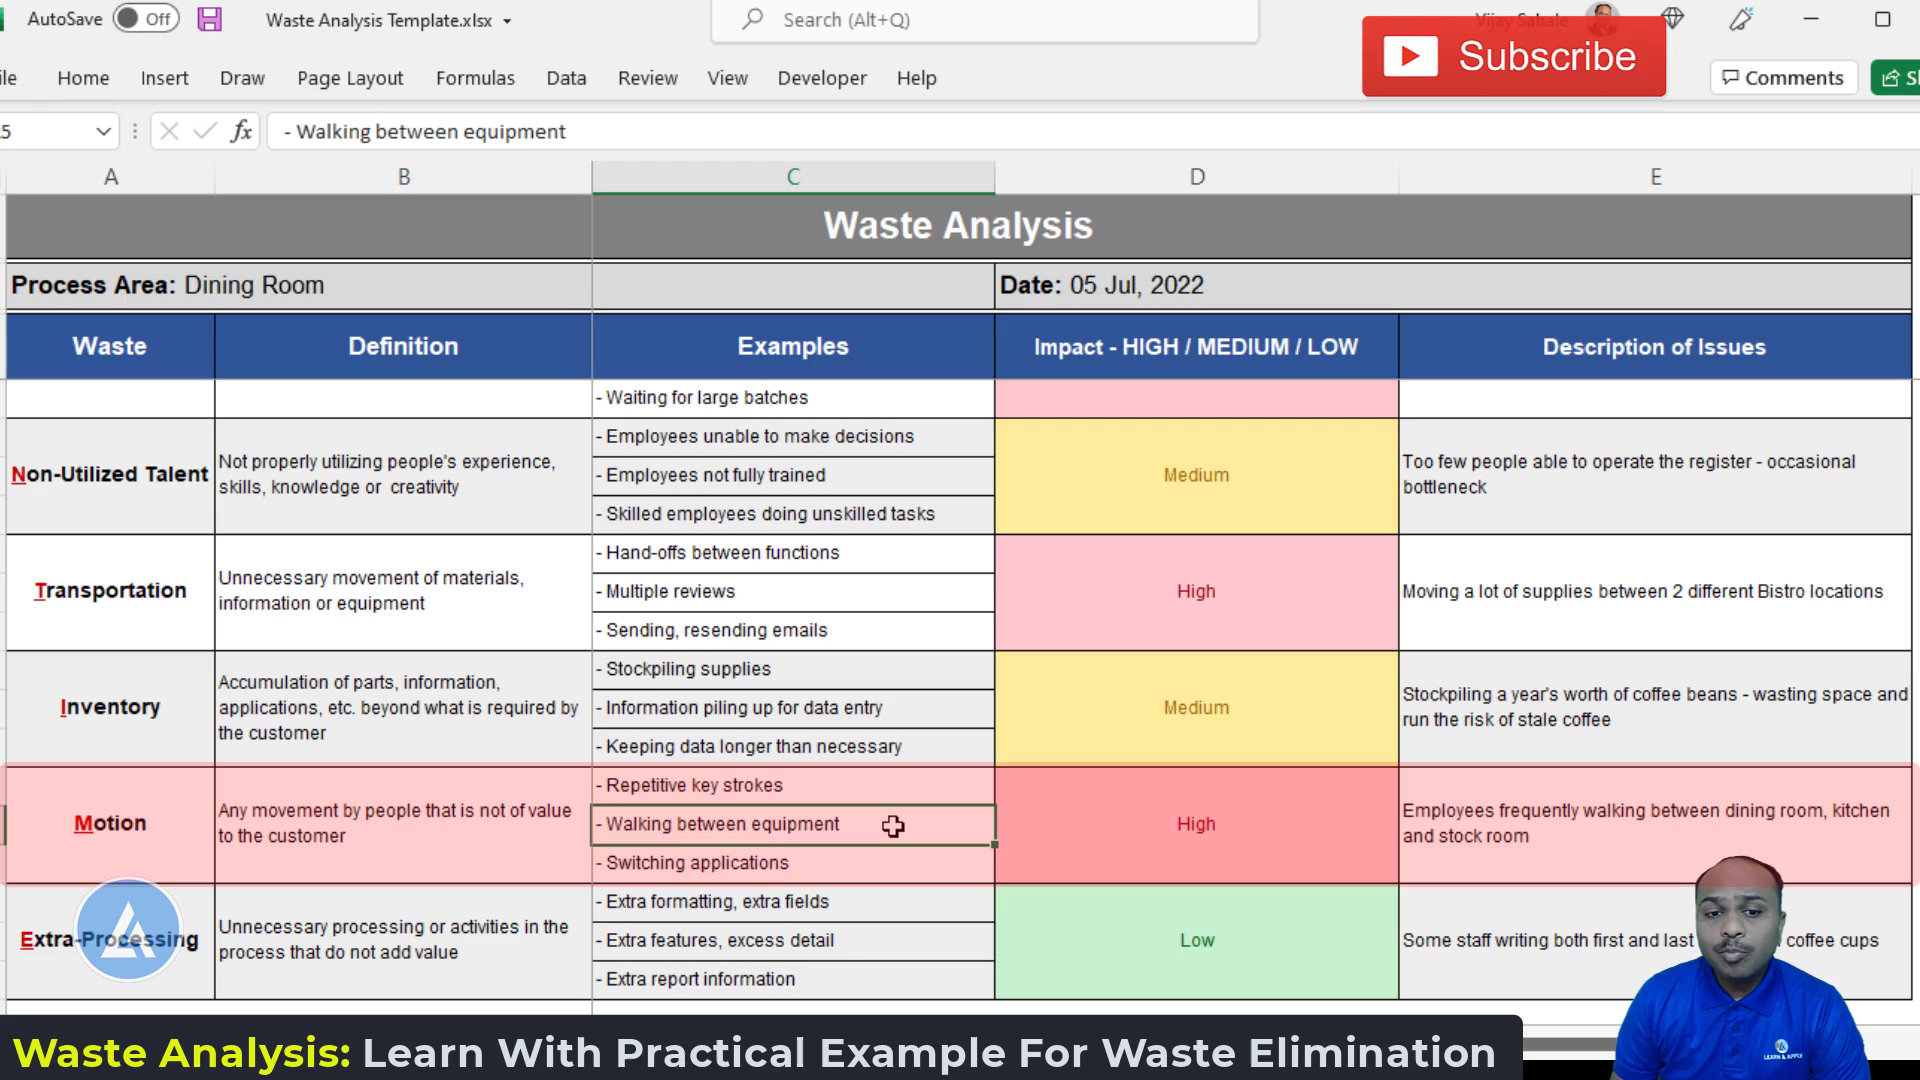 AutoSave Off Waste Analysis Template.xlsx Search (Alt+Q) Vijay Sabale
Subscribe
ile Home Insert Draw Page Layout Formulas Data Review View Developer Help Comments
5 fx - Walking between equipment
A B C D E
Waste Analysis
Process Area: Dining Room Date: 05 Jul, 2022
Waste Definition Examples Impact - HIGH / MEDIUM / LOW Description of Issues
- Waiting for large batches
Non-Utilized Talent
Not properly utilizing people's experience,
skills, knowledge or creativity
- Employees unable to make decisions
- Employees not fully trained
- Skilled employees doing unskilled tasks
Medium
Too few people able to operate the register - occasional
bottleneck
Transportation
Unnecessary movement of materials,
information or equipment
- Hand-offs between functions
- Multiple reviews
- Sending, resending emails
High
Moving a lot of supplies between 2 different Bistro locations
Inventory
Accumulation of parts, information,
applications, etc. beyond what is required by
the customer
- Stockpiling supplies
- Information piling up for data entry
- Keeping data longer than necessary
Medium
Stockpiling a year's worth of coffee beans - wasting space and
run the risk of stale coffee
Motion
Any movement by people that is not of value
to the customer
- Repetitive key strokes
- Walking between equipment
- Switching applications
High
Employees frequently walking between dining room, kitchen
and stock room
Extra-Processing
Unnecessary processing or activities in the
process that do not add value
- Extra formatting, extra fields
- Extra features, excess detail
- Extra report information
Low
Some staff writing both first and last coffee cups
LEARN & APPLY
Waste Analysis: Learn With Practical Example For Waste Elimination